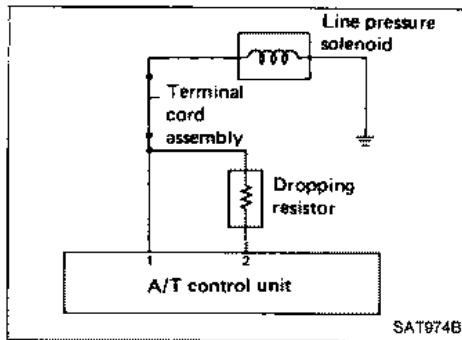 Line pressure
solenoid
Terminal
cord
assembly
Dropping
resistor
1 2
A/T control unit
SAT974B